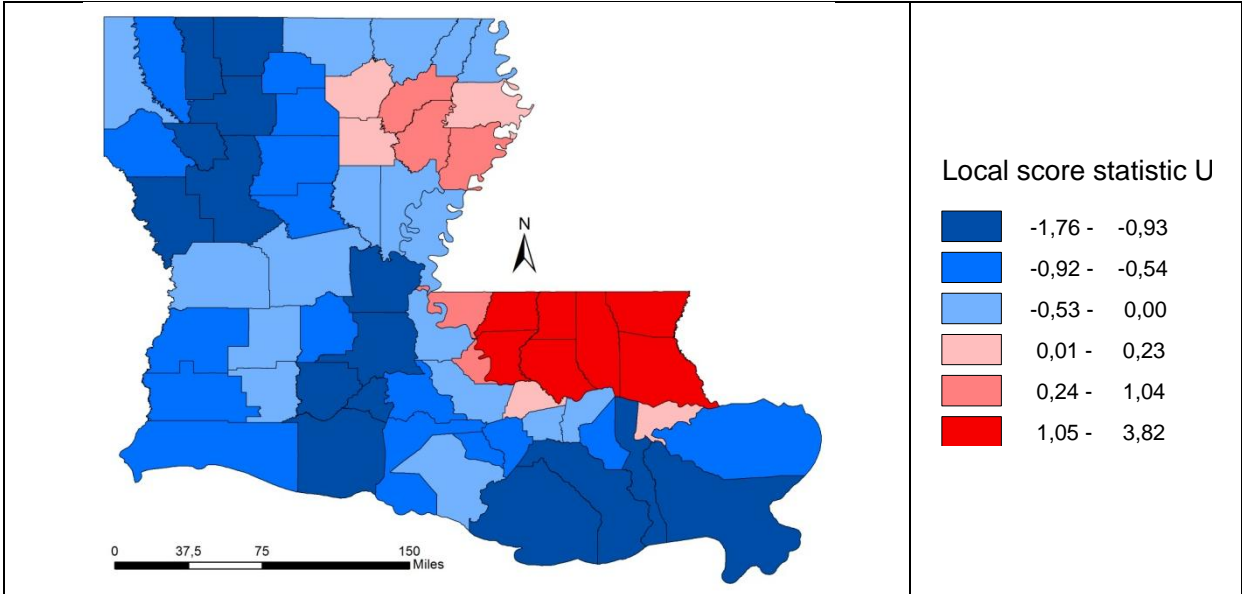 N
0 37,5 75 150
Miles
Local score statistic U
-1,76 - -0,93
-0,92 - -0,54
-0,53 - 0,00
0,01 - 0,23
0,24 - 1,04
1,05 - 3,82